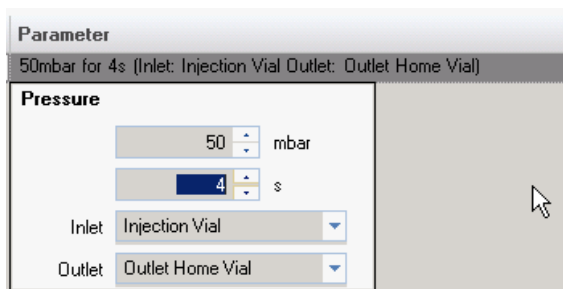 Parameter
50mbar for 4s (Inlet: Injection Vial Outlet: Outlet Home Vial)
Pressure
50 mbar
4 s
Inlet Injection Vial
Outlet Outlet Home Vial